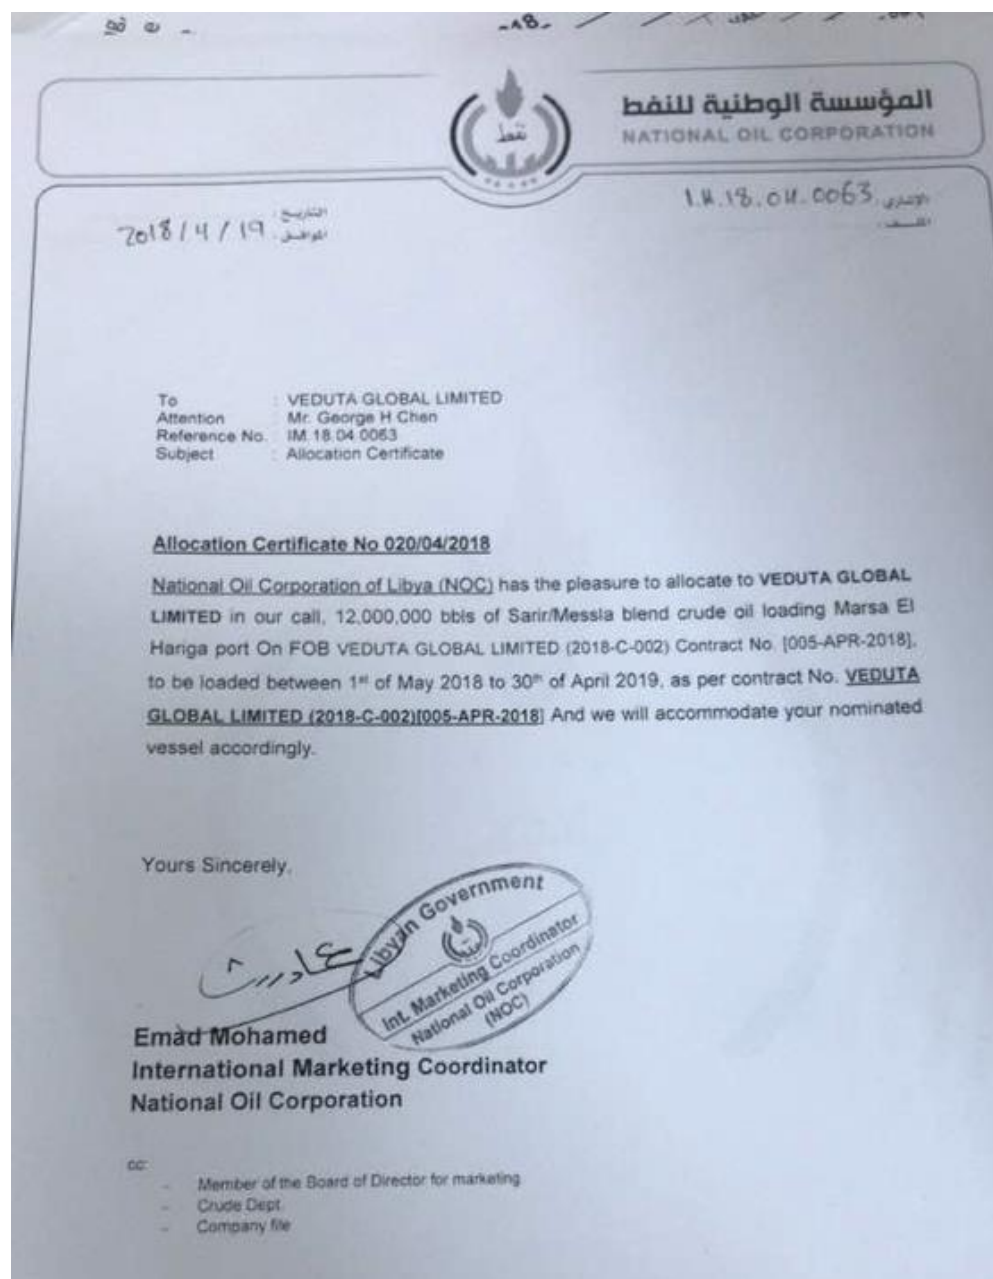 -18-
المؤسسة الوطنية للنفط
NATIONAL OIL CORPORATION
نفط
1.M.18.04.0063 الإشاري
الملف
التاريخ:
2018/4/19 الموافق:
To : VEDUTA GLOBAL LIMITED
Attention : Mr. George H Chen
Reference No. : IM.18.04.0063
Subject : Allocation Certificate
Allocation Certificate No 020/04/2018
National Oil Corporation of Libya (NOC) has the pleasure to allocate to VEDUTA GLOBAL
LIMITED in our call, 12,000,000 bbls of Sarir/Messla blend crude oil loading Marsa El
Hariga port On FOB VEDUTA GLOBAL LIMITED (2018-C-002) Contract No. [005-APR-2018],
to be loaded between 1st of May 2018 to 30th of April 2019, as per contract No. VEDUTA
GLOBAL LIMITED (2018-C-002)[005-APR-2018] And we will accommodate your nominated
vessel accordingly.
Yours Sincerely,
Libyan Government
Int. Marketing Coordinator
National Oil Corporation
(NOC)
Emad Mohamed
International Marketing Coordinator
National Oil Corporation
cc:
- Member of the Board of Director for marketing
- Crude Dept.
- Company file